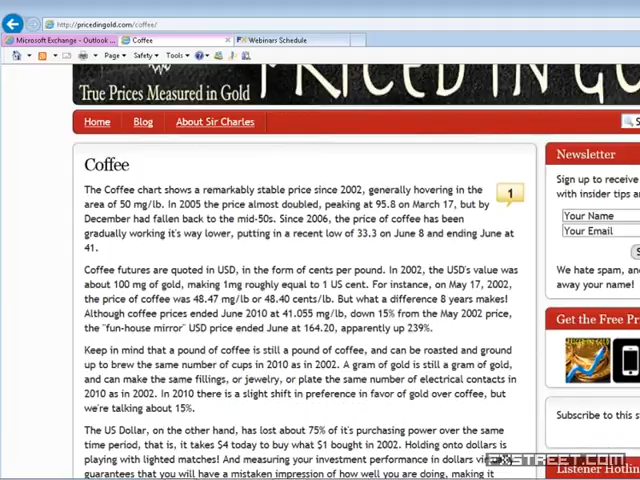 http://pricedingold.com/coffee/
Microsoft Exchange - Outlook ...
Coffee
Webinars Schedule
Page
Safety
Tools
PRICED IN GO
True Prices Measured in Gold
Home
Blog
About Sir Charles
Coffee
The Coffee chart shows a remarkably stable price since 2002, generally hovering in the
area of 50 mg/lb. In 2005 the price almost doubled, peaking at 95.8 on March 17, but by
December had fallen back to the mid-50s. Since 2006, the price of coffee has been
gradually working it's way lower, putting in a recent low of 33.3 on June 8 and ending June at
41.
1
Coffee futures are quoted in USD, in the form of cents per pound. In 2002, the USD's value was
about 100 mg of gold, making 1mg roughly equal to 1 US cent. For instance, on May 17, 2002,
the price of coffee was 48.47 mg/lb or 48.40 cents/lb. But what a difference 8 years makes!
Although coffee prices ended June 2010 at 41.055 mg/lb, down 15% from the May 2002 price,
the "fun-house mirror" USD price ended June at 164.20, apparently up 239%.
Keep in mind that a pound of coffee is still a pound of coffee, and can be roasted and ground
up to brew the same number of cups in 2010 as in 2002. A gram of gold is still a gram of gold,
and can make the same fillings, or jewelry, or plate the same number of electrical contacts in
2010 as in 2002. In 2010 there is a slight shift in preference in favor of gold over coffee, but
we're talking about 15%.
The US Dollar, on the other hand, has lost about 75% of it's purchasing power over the same
time period, that is, it takes $4 today to buy what $1 bought in 2002. Holding onto dollars is
playing with lighted matches! And measuring your investment performance in dollars
guarantees that you will have a mistaken impression of how well you are doing, making it
Newsletter
Sign up to receive
with insider tips a
Your Name
Your Email
S
We hate spam, an
away your name!
Get the Free Pr
Subscribe to this s
FXSTREET.COM
Listener Hotlin